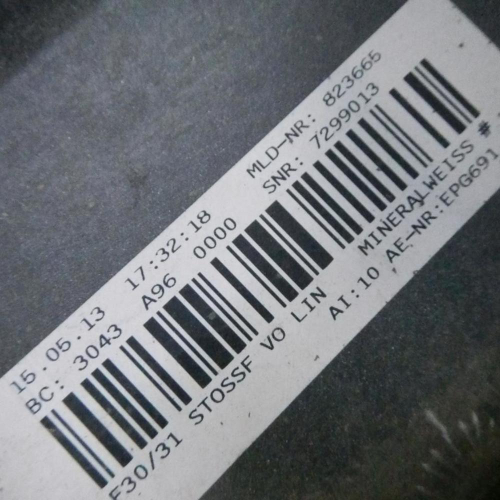 15.05.13 17:32:18 MLD-NR: 823665
BC: 3043 A96 0000 SNR: 7299013
F30/31 STOSSF VO LIN MINERALWEISS #
AI:10 AE-NR:EPG691